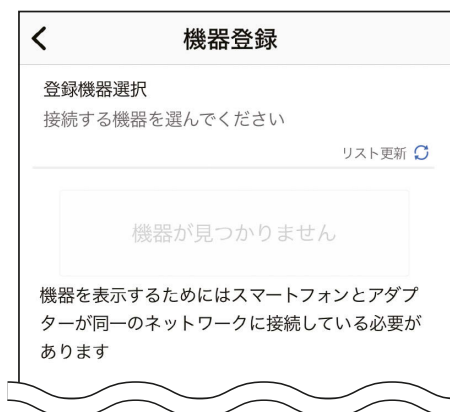 機器登録
登録機器選択
接続する機器を選んでください
リスト更新
機器が見つかりません
機器を表示するためにはスマートフォンとアダプ
ターが同一のネットワークに接続している必要が
あります